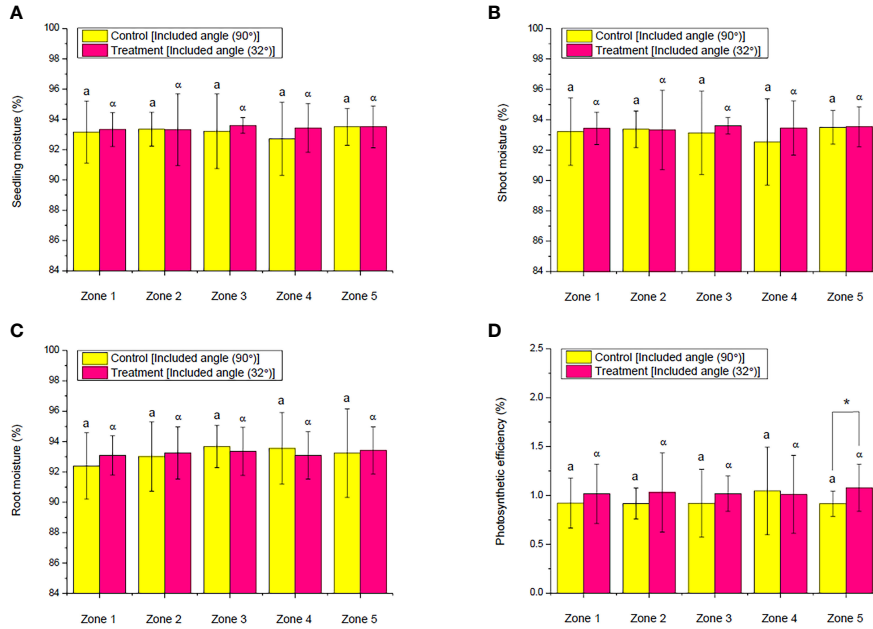 A
Control [Included angle (90°)]
Treatment [Included angle (32°)]
Seedling moisture (%)
100
98
96
94
92
90
88
86
84
a α a α a α a α a α
Zone 1 Zone 2 Zone 3 Zone 4 Zone 5
B
Control [Included angle (90°)]
Treatment [Included angle (32°)]
Shoot moisture (%)
100
98
96
94
92
90
88
86
84
a α a α a α a α a α
Zone 1 Zone 2 Zone 3 Zone 4 Zone 5
C
Control [Included angle (90°)]
Treatment [Included angle (32°)]
Root moisture (%)
100
98
96
94
92
90
88
86
84
a α a α a α a α a α
Zone 1 Zone 2 Zone 3 Zone 4 Zone 5
D
Control [Included angle (90°)]
Treatment [Included angle (32°)]
Photosynthetic efficiency (%)
2.5
2.0
1.5
1.0
0.5
0.0
*
a α a α a α a α a α
Zone 1 Zone 2 Zone 3 Zone 4 Zone 5